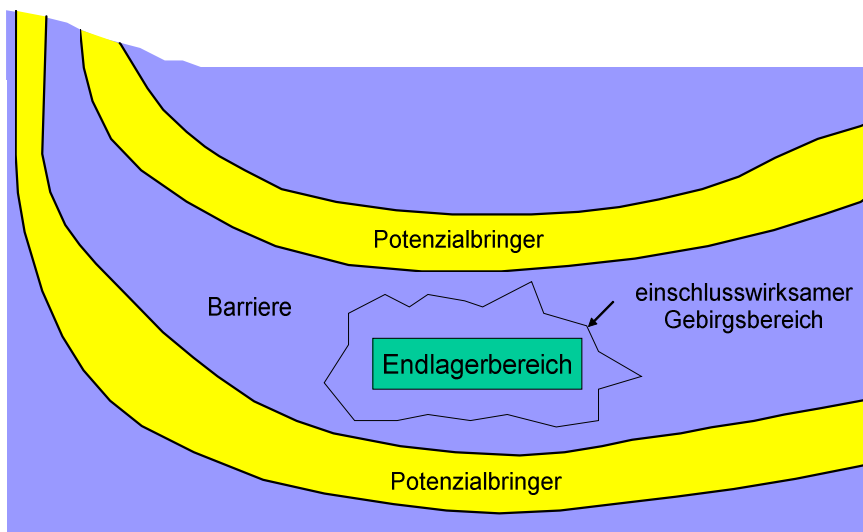 Potenzialbringer
Barriere
einschlusswirksamer
Gebirgsbereich
Endlagerbereich
Potenzialbringer